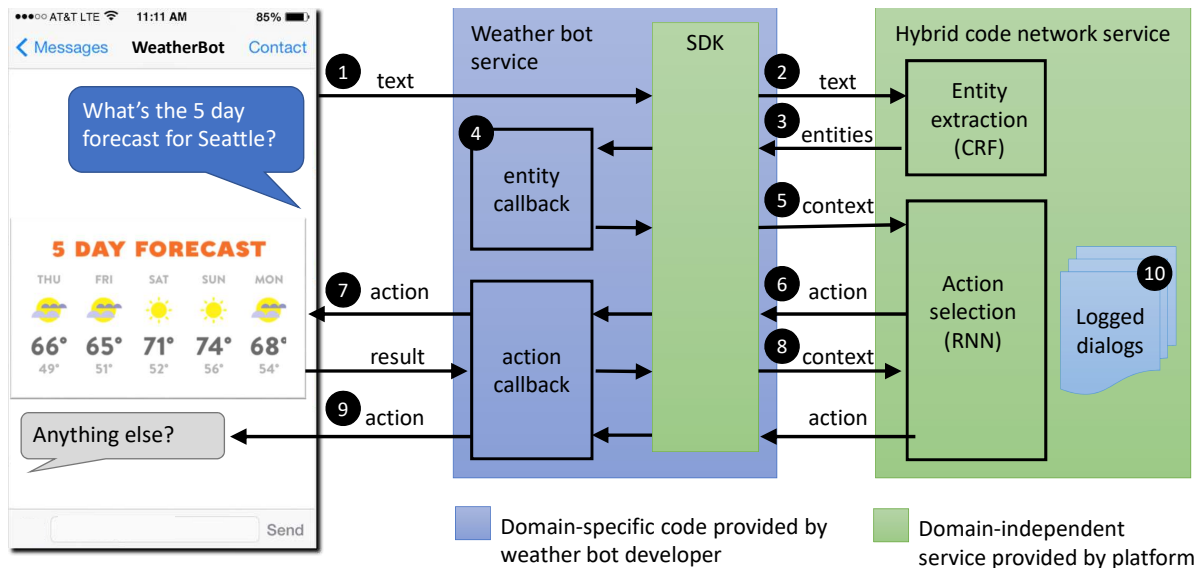 AT&T LTE 11:11 AM 85%
Messages WeatherBot Contact
What's the 5 day
forecast for Seattle?
5 DAY FORECAST
THU FRI SAT SUN MON
66° 65° 71° 74° 68°
49° 51° 52° 56° 54°
Anything else?
Send
1 text
7 action
result
9 action
Weather bot
service
SDK
4
entity
callback
action
callback
2 text
3 entities
5 context
6 action
8 context
action
Hybrid code network service
Entity
extraction
(CRF)
Action
selection
(RNN)
10
Logged
dialogs
Domain-specific code provided by
weather bot developer
Domain-independent
service provided by platform